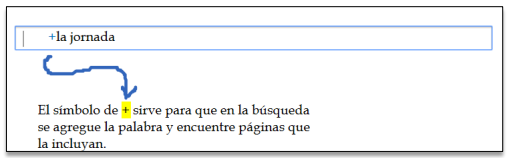 +la jornada
El símbolo de + sirve para que en la búsqueda
se agregue la palabra y encuentre páginas que
la incluyan.